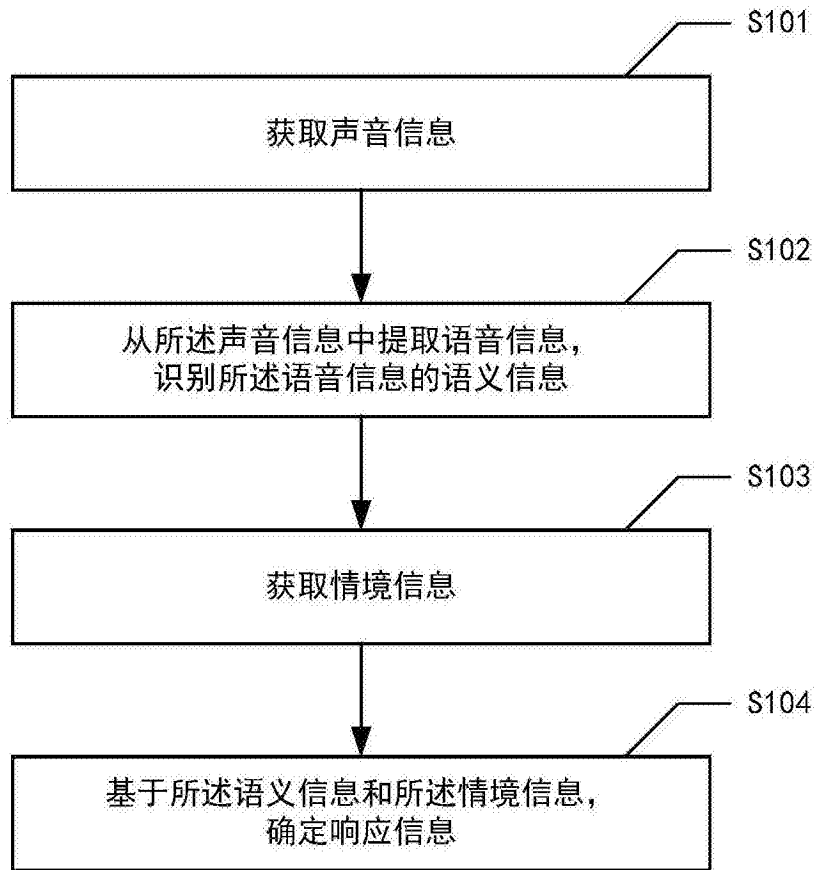 S101
获取声音信息
S102
从所述声音信息中提取语音信息，
识别所述语音信息的语义信息
S103
获取情境信息
S104
基于所述语义信息和所述情境信息，
确定响应信息